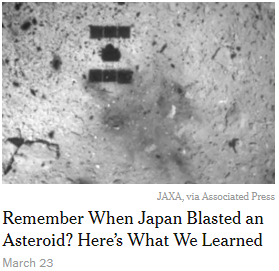 JAXA, via Associated Press
Remember When Japan Blasted an
Asteroid? Here's What We Learned
March 23